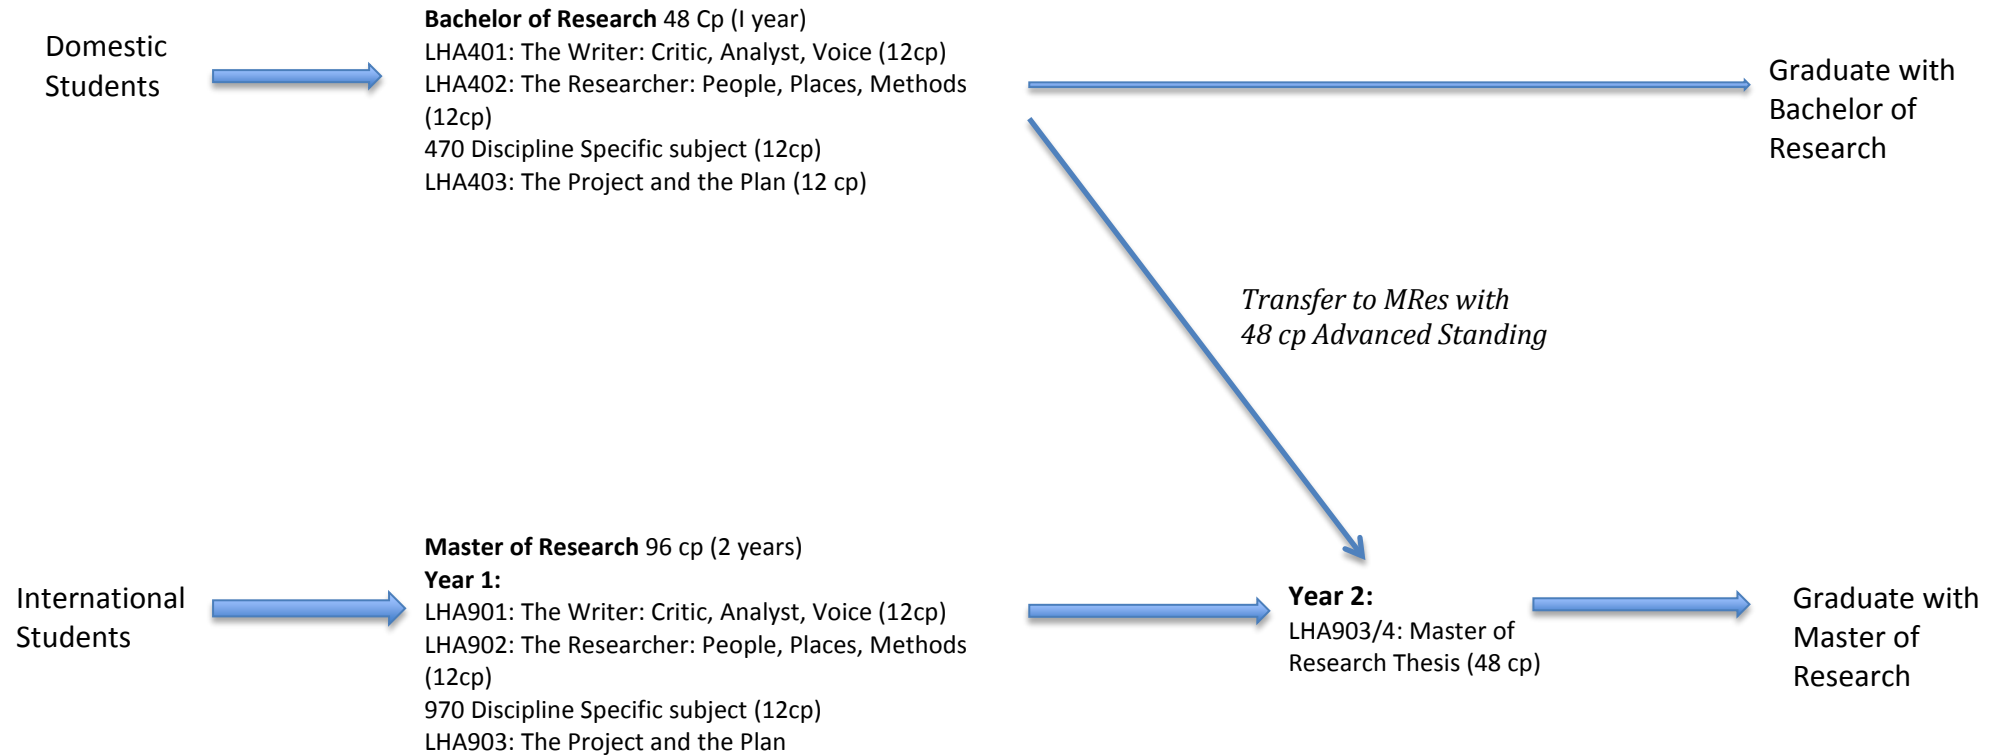 Domestic
Students
Bachelor of Research 48 Cp (I year)
LHA401: The Writer: Critic, Analyst, Voice (12cp)
LHA402: The Researcher: People, Places, Methods
(12cp)
470 Discipline Specific subject (12cp)
LHA403: The Project and the Plan (12 cp)
Graduate with
Bachelor of
Research
Transfer to MRes with
48 cp Advanced Standing
International
Students
Master of Research 96 cp (2 years)
Year 1:
LHA901: The Writer: Critic, Analyst, Voice (12cp)
LHA902: The Researcher: People, Places, Methods
(12cp)
970 Discipline Specific subject (12cp)
LHA903: The Project and the Plan
Year 2:
LHA903/4: Master of
Research Thesis (48 cp)
Graduate with
Master of
Research